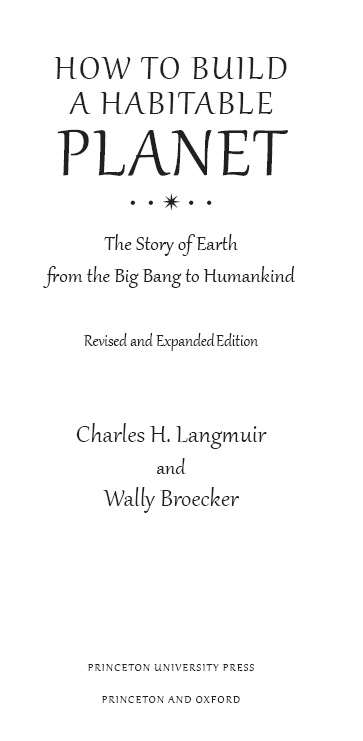 HOW TO BUILD
A HABITABLE
PLANET
The Story of Earth
from the Big Bang to Humankind
Revised and Expanded Edition
Charles H. Langmuir
and
Wally Broecker
PRINCETON UNIVERSITY PRESS
PRINCETON AND OXFORD